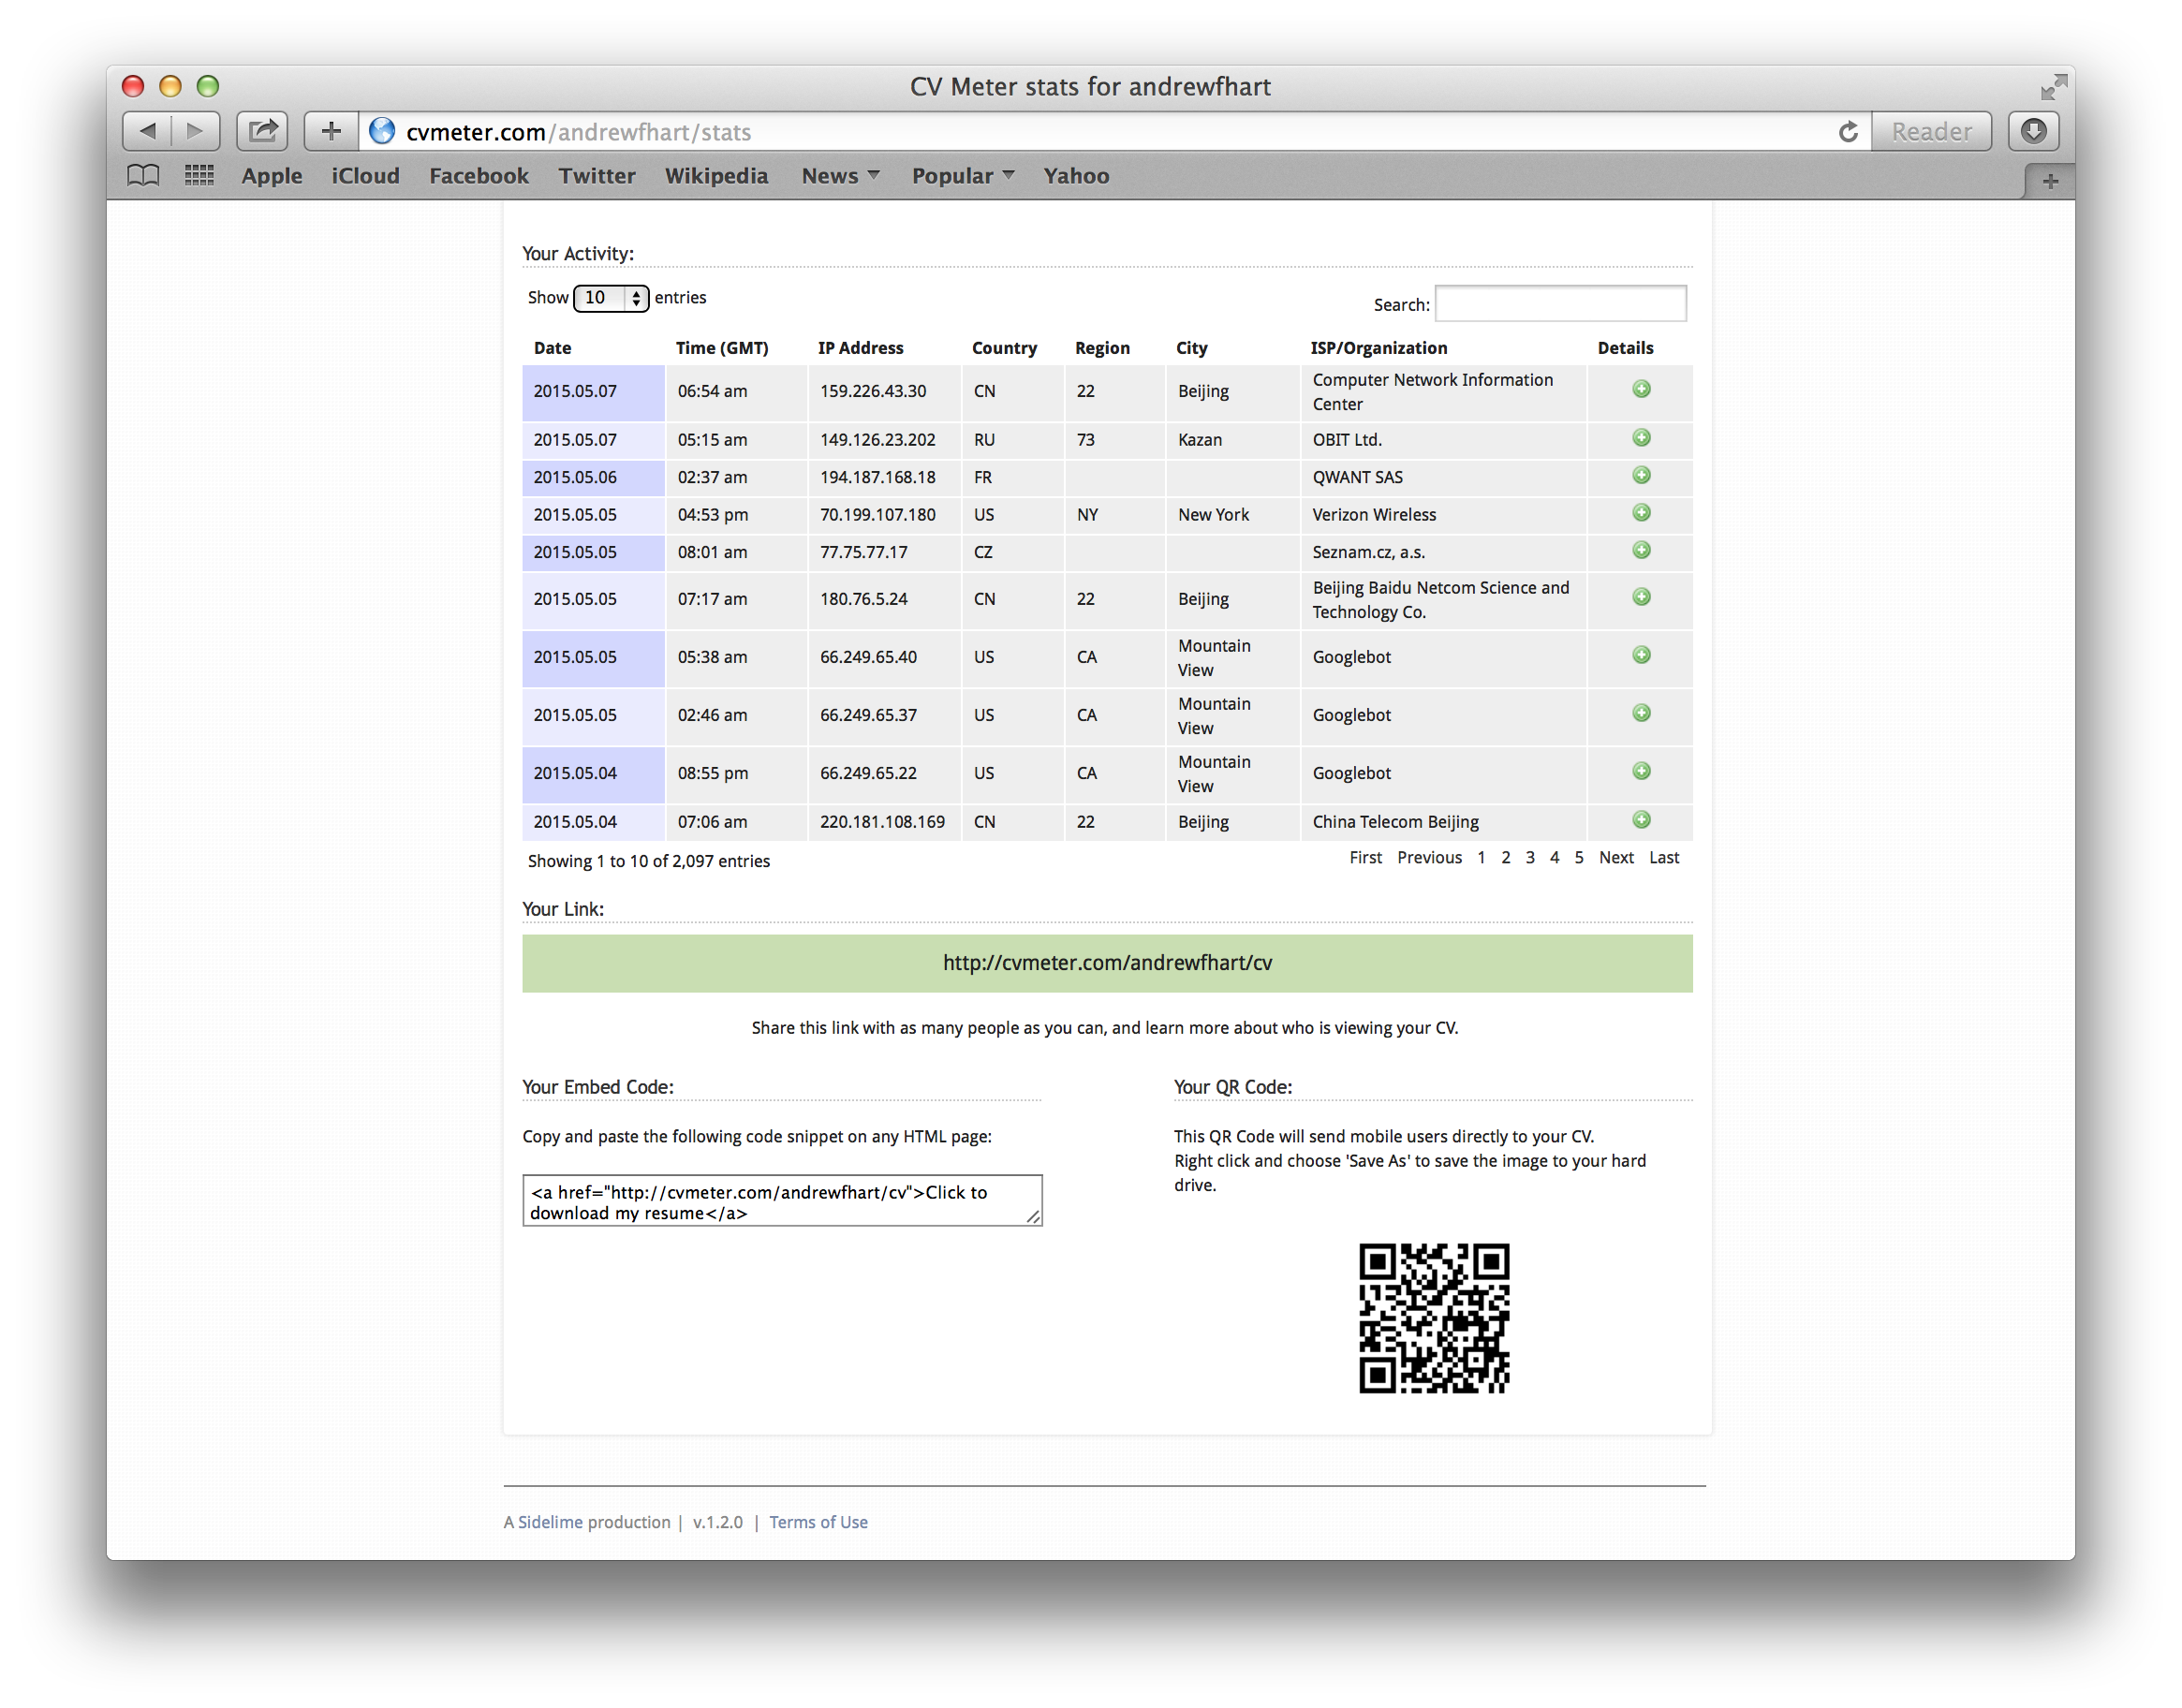 CV Meter stats for andrewfhart
cvmeter.com/andrewfhart/stats
Reader
Apple iCloud Facebook Twitter Wikipedia News Popular Yahoo
Your Activity:
Show 10 entries
Search:
Date Time (GMT) IP Address Country Region City ISP/Organization Details
2015.05.07 06:54 am 159.226.43.30 CN 22 Beijing Computer Network Information
Center
2015.05.07 05:15 am 149.126.23.202 RU 73 Kazan OBIT Ltd.
2015.05.06 02:37 am 194.187.168.18 FR QWANT SAS
2015.05.05 04:53 pm 70.199.107.180 US NY New York Verizon Wireless
2015.05.05 08:01 am 77.75.77.17 CZ Seznam.cz, a.s.
2015.05.05 07:17 am 180.76.5.24 CN 22 Beijing Beijing Baidu Netcom Science and
Technology Co.
2015.05.05 05:38 am 66.249.65.40 US CA Mountain
View Googlebot
2015.05.05 02:46 am 66.249.65.37 US CA Mountain
View Googlebot
2015.05.04 08:55 pm 66.249.65.22 US CA Mountain
View Googlebot
2015.05.04 07:06 am 220.181.108.169 CN 22 Beijing China Telecom Beijing
Showing 1 to 10 of 2,097 entries
First Previous 1 2 3 4 5 Next Last
Your Link:
http://cvmeter.com/andrewfhart/cv
Share this link with as many people as you can, and learn more about who is viewing your CV.
Your Embed Code:
Copy and paste the following code snippet on any HTML page:
<a href="http://cvmeter.com/andrewfhart/cv">Click to
download my resume</a>
Your QR Code:
This QR Code will send mobile users directly to your CV.
Right click and choose 'Save As' to save the image to your hard
drive.
A Sidelime production | v.1.2.0 | Terms of Use